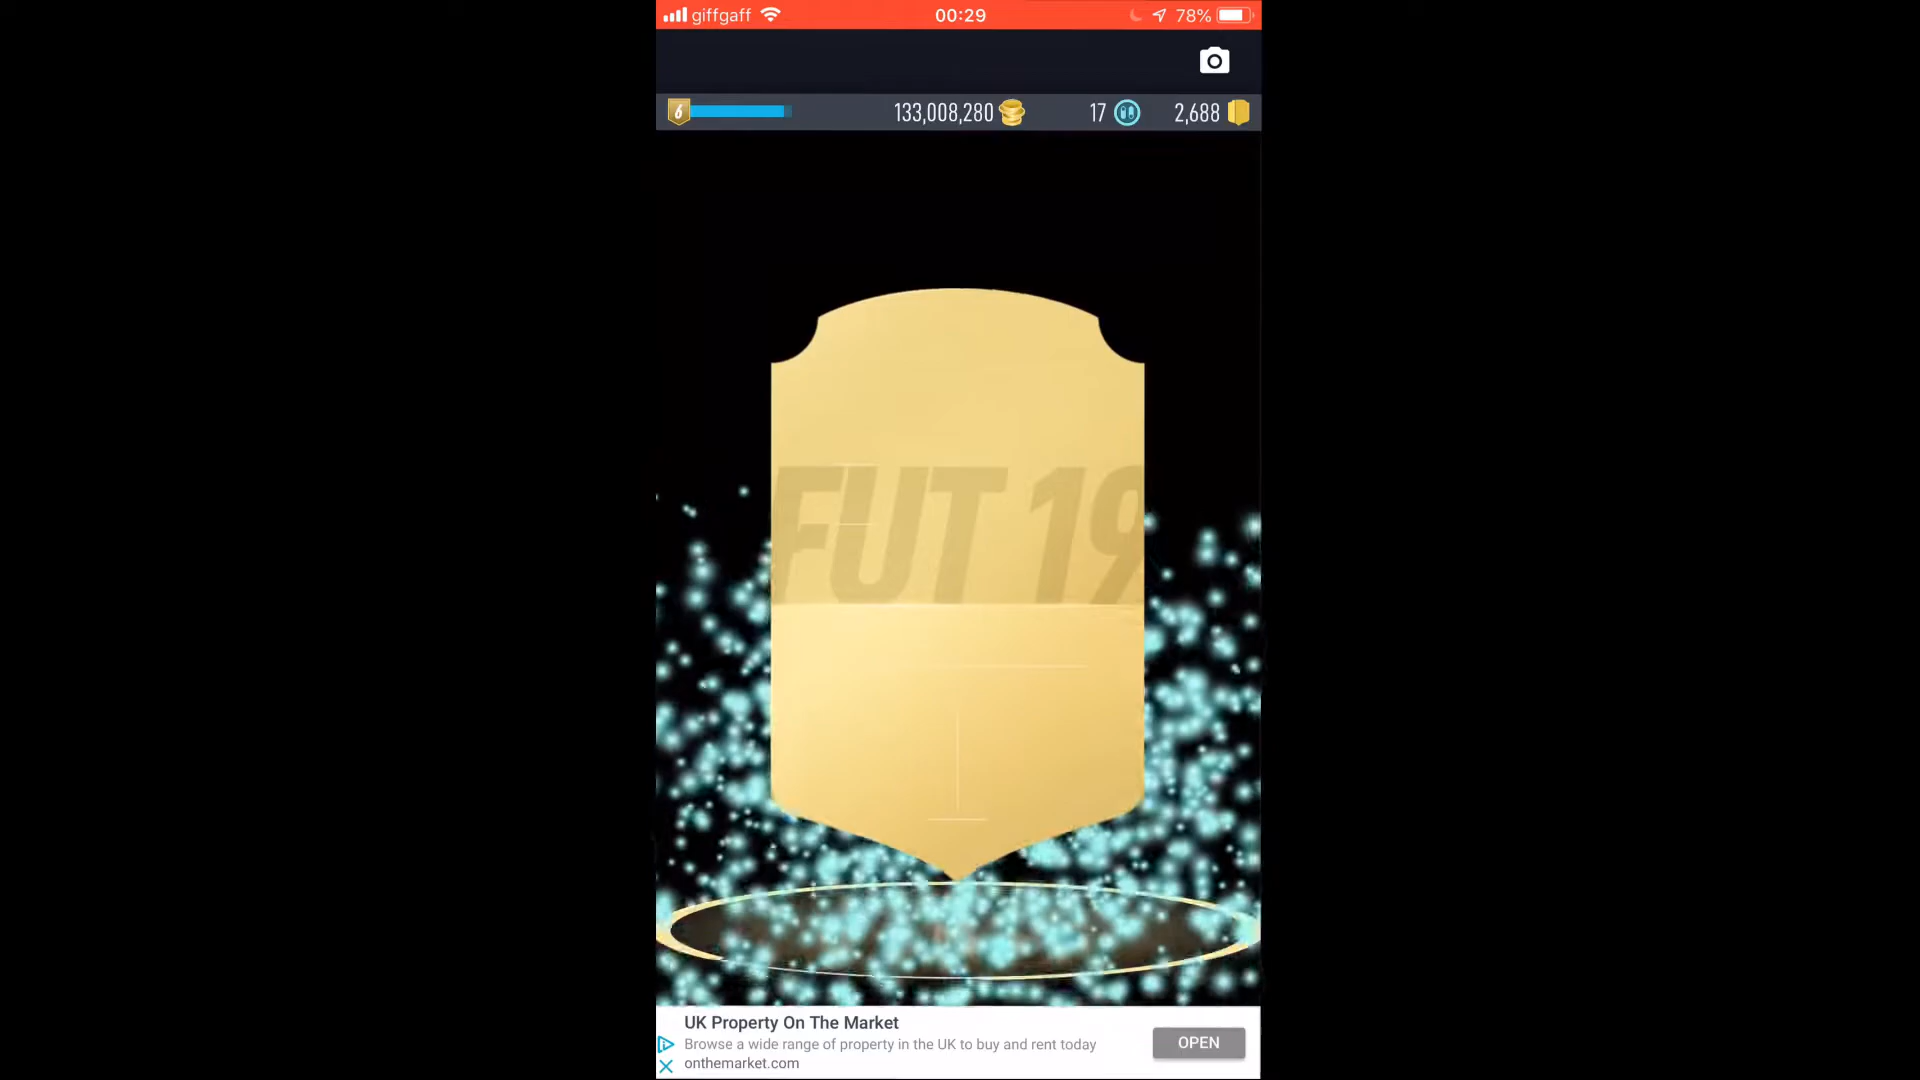 giffgaff 00:29 78%
6 133,008,280 17 2,688
FUT 19
UK Property On The Market
Browse a wide range of property in the UK to buy and rent today
onthemarket.com
OPEN